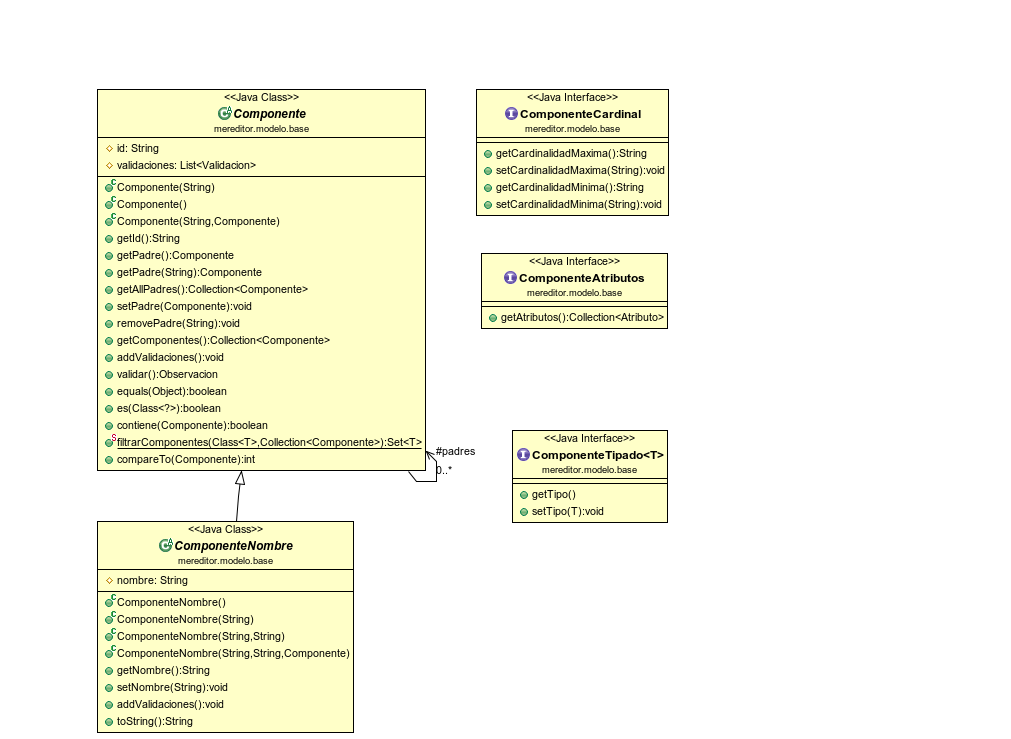 <<Java Class>>
Componente
mereditor.modelo.base
id: String
validaciones: List<Validacion>
Componente(String)
Componente()
Componente(String,Componente)
getId():String
getPadre():Componente
getPadre(String):Componente
getAllPadres():Collection<Componente>
setPadre(Componente):void
removePadre(String):void
getComponentes():Collection<Componente>
addValidaciones():void
validar():Observacion
equals(Object):boolean
es(Class<?>):boolean
contiene(Componente):boolean
filtrarComponentes(Class<T>,Collection<Componente>):Set<T>
compareTo(Componente):int
#padres
0..*
<<Java Class>>
ComponenteNombre
mereditor.modelo.base
nombre: String
ComponenteNombre()
ComponenteNombre(String)
ComponenteNombre(String,String)
ComponenteNombre(String,String,Componente)
getNombre():String
setNombre(String):void
addValidaciones():void
toString():String
<<Java Interface>>
ComponenteCardinal
mereditor.modelo.base
getCardinalidadMaxima():String
setCardinalidadMaxima(String):void
getCardinalidadMinima():String
setCardinalidadMinima(String):void
<<Java Interface>>
ComponenteAtributos
mereditor.modelo.base
getAtributos():Collection<Atributo>
<<Java Interface>>
ComponenteTipado<T>
mereditor.modelo.base
getTipo()
setTipo(T):void